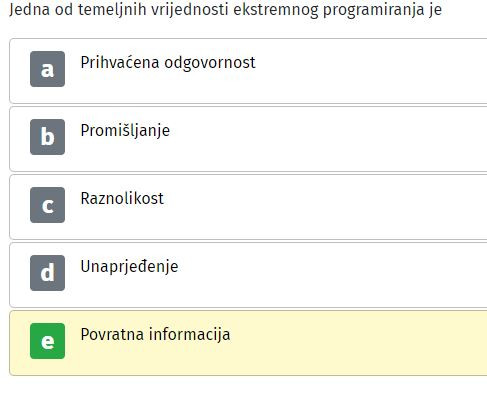 Jedna od temeljnih vrijednosti ekstremnog programiranja je
a Prihvaćena odgovornost
b Promišljanje
c Raznolikost
d Unaprjeđenje
e Povratna informacija